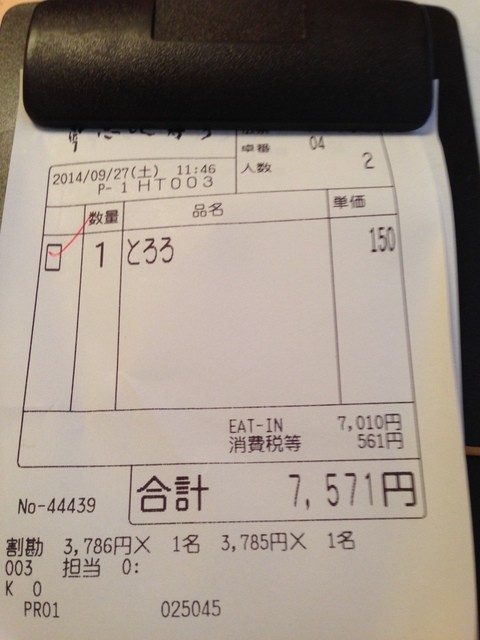 卓番 04
人数 2
2014/09/27(土) 11:46
P- 1 HT003
数量 品名 単価
1 とろろ 150
EAT-IN 7,010円
消費税等 561円
合計 7,571円
No-44439
割勘 3,786円× 1名 3,785円× 1名
003 担当 0:
K 0
PR01 025045